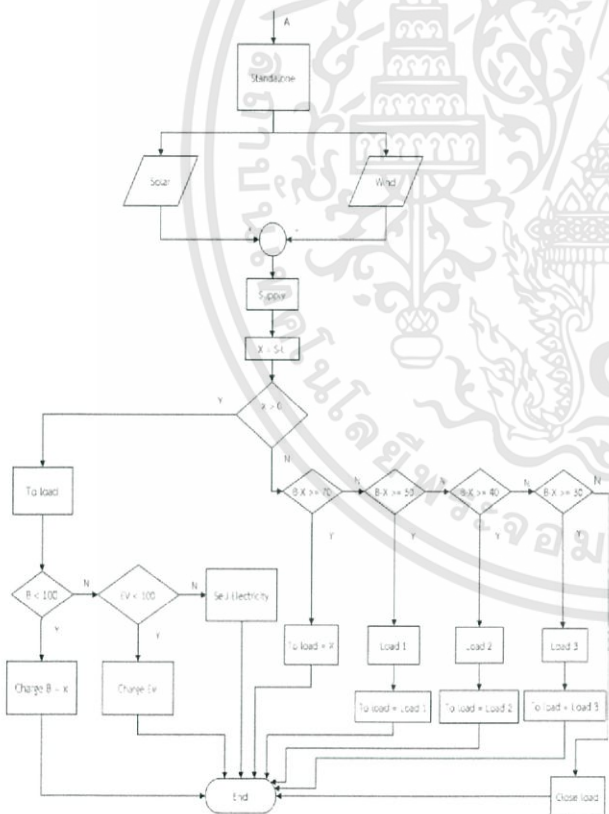 A
Standalone
Solar
Wind
Supply
X = S-L
Y
N
To load
B-X >= 70
N
B-X >= 50
N
B-X >= 40
N
B-X >= 30
N
Y
Y
Y
Y
B < 100
N
EV < 100
N
Sell Electricity
Y
Y
To load = X
Load 1
Load 2
Load 3
Charge B = X
Charge EV
To load = Load 1
To load = Load 2
To load = Load 3
End
Close load